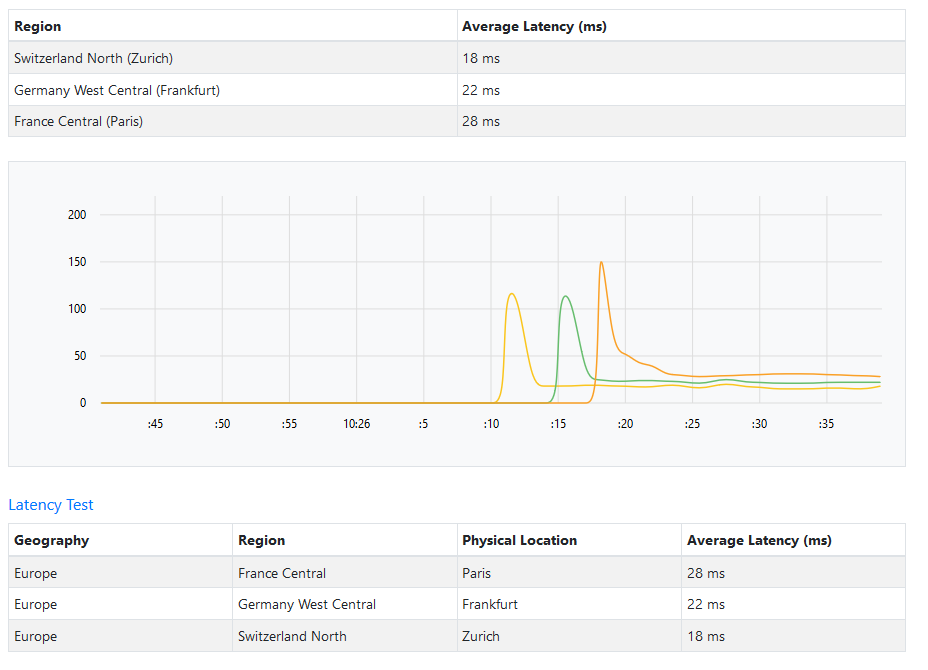 Region Average Latency (ms)
Switzerland North (Zurich) 18 ms
Germany West Central (Frankfurt) 22 ms
France Central (Paris) 28 ms
200
150
100
50
0
:45 :50 :55 10:26 :5 :10 :15 :20 :25 :30 :35
Latency Test
Geography Region Physical Location Average Latency (ms)
Europe France Central Paris 28 ms
Europe Germany West Central Frankfurt 22 ms
Europe Switzerland North Zurich 18 ms